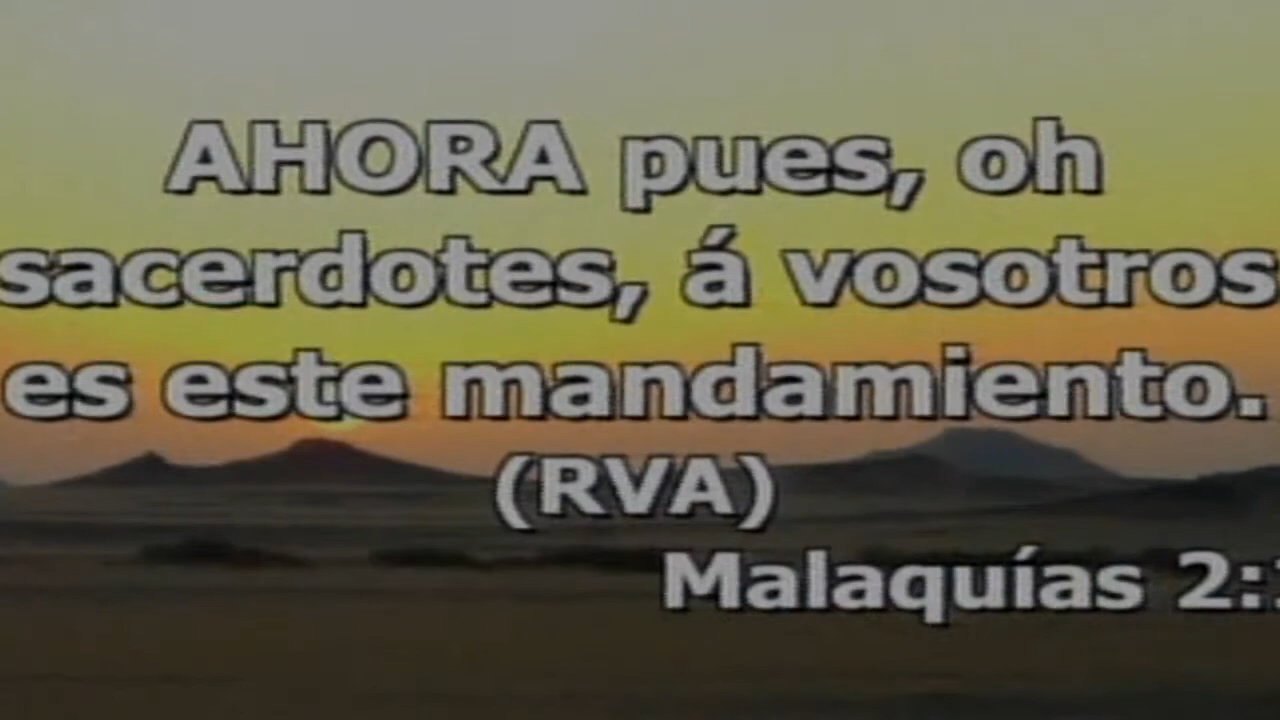 AHORA pues, oh
sacerdotes, á vosotros
es este mandamiento.
(RVA)
Malaquías 2: